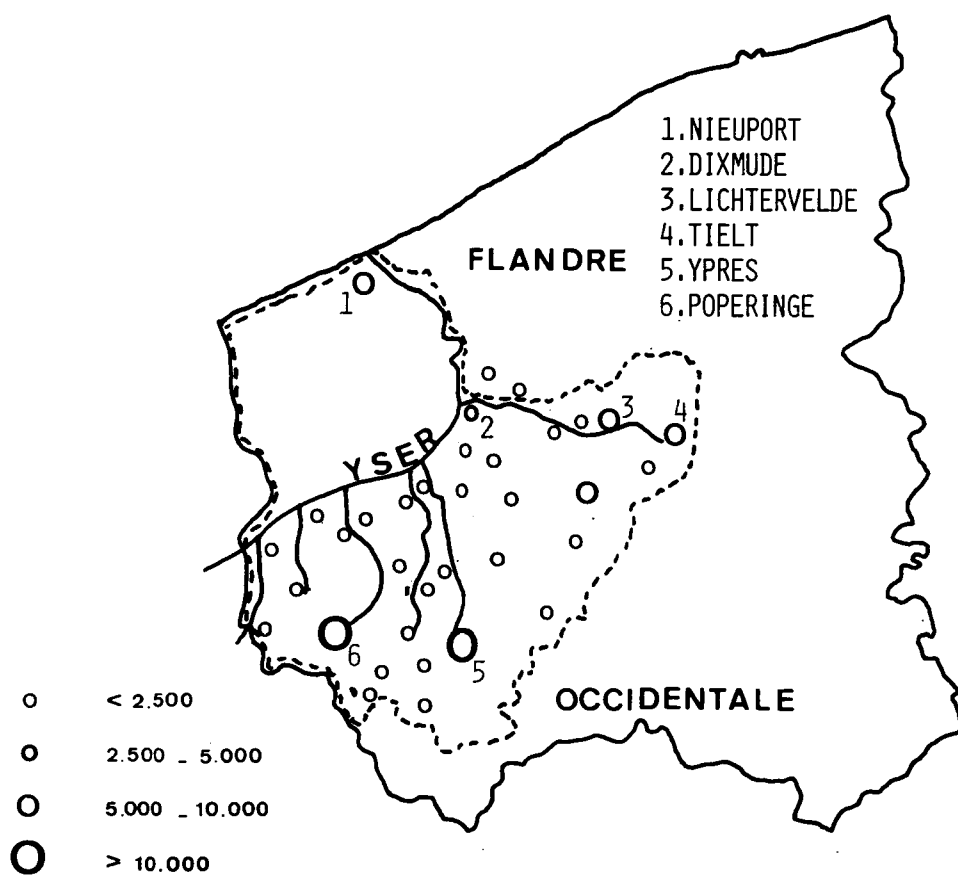 1.NIEUPORT
2.DIXMUDE
3.LICHTERVELDE
4.TIELT
5.YPRES
6.POPERINGE
FLANDRE
1
2
3
4
YSER
6
5
OCCIDENTALE
< 2.500
2.500 _ 5.000
5.000 _ 10.000
> 10.000